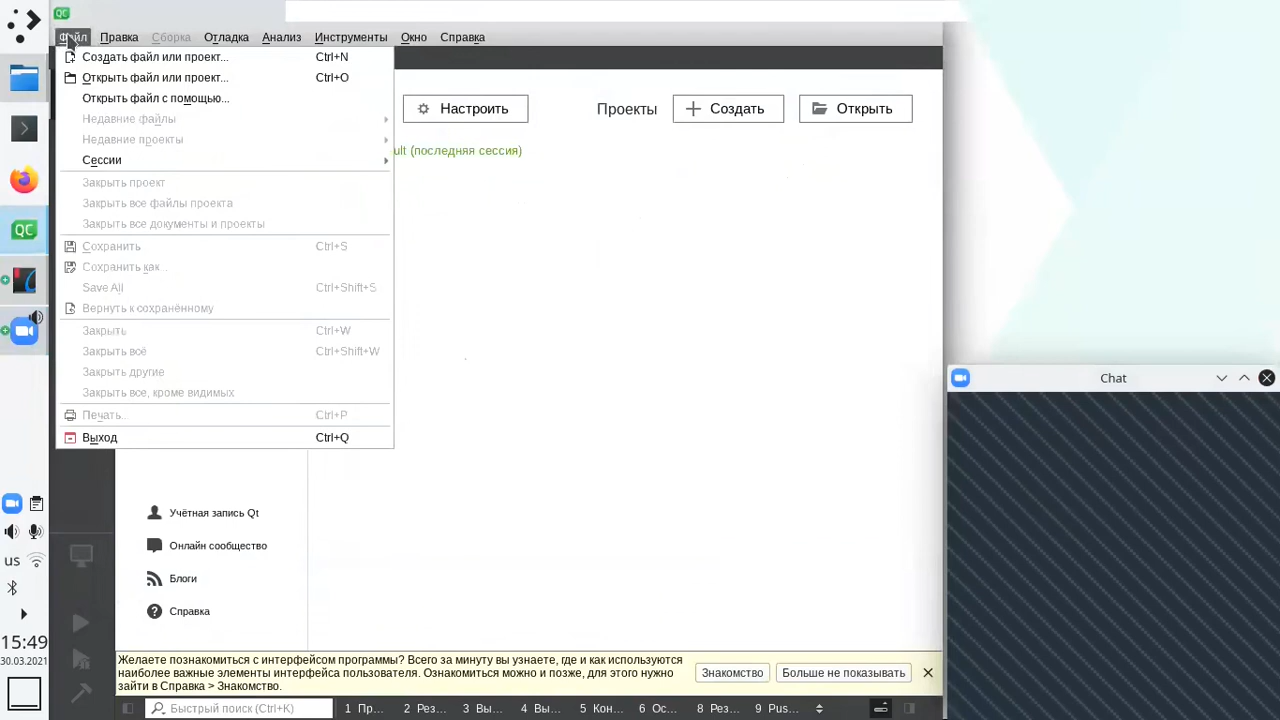 QC
Файл Правка Сборка Отладка Анализ Инструменты Окно Справка
Создать файл или проект... Ctrl+N
Открыть файл или проект... Ctrl+O
Открыть файл с помощью...
Недавние файлы
Недавние проекты
Сессии
Закрыть проект
Закрыть все файлы проекта
Закрыть все документы и проекты
Сохранить Ctrl+S
Сохранить как...
Save All Ctrl+Shift+S
Вернуть к сохранённому
Закрыть Ctrl+W
Закрыть всё Ctrl+Shift+W
Закрыть другие
Закрыть все, кроме видимых
Печать... Ctrl+P
Выход Ctrl+Q
Настроить Проекты Создать Открыть
ult (последняя сессия)
QC
Chat
Учётная запись Qt
Онлайн сообщество
Блоги
Справка
us
15:49
30.03.2021
Желаете познакомиться с интерфейсом программы? Всего за минуту вы узнаете, где и как используются
наиболее важные элементы интерфейса пользователя. Ознакомиться можно и позже, для этого нужно
зайти в Справка > Знакомство.
Знакомство Больше не показывать
Быстрый поиск (Ctrl+K) 1 Пр... 2 Рез... 3 Вы... 4 Вы... 5 Кон... 6 Ос... 8 Рез... 9 Pus...